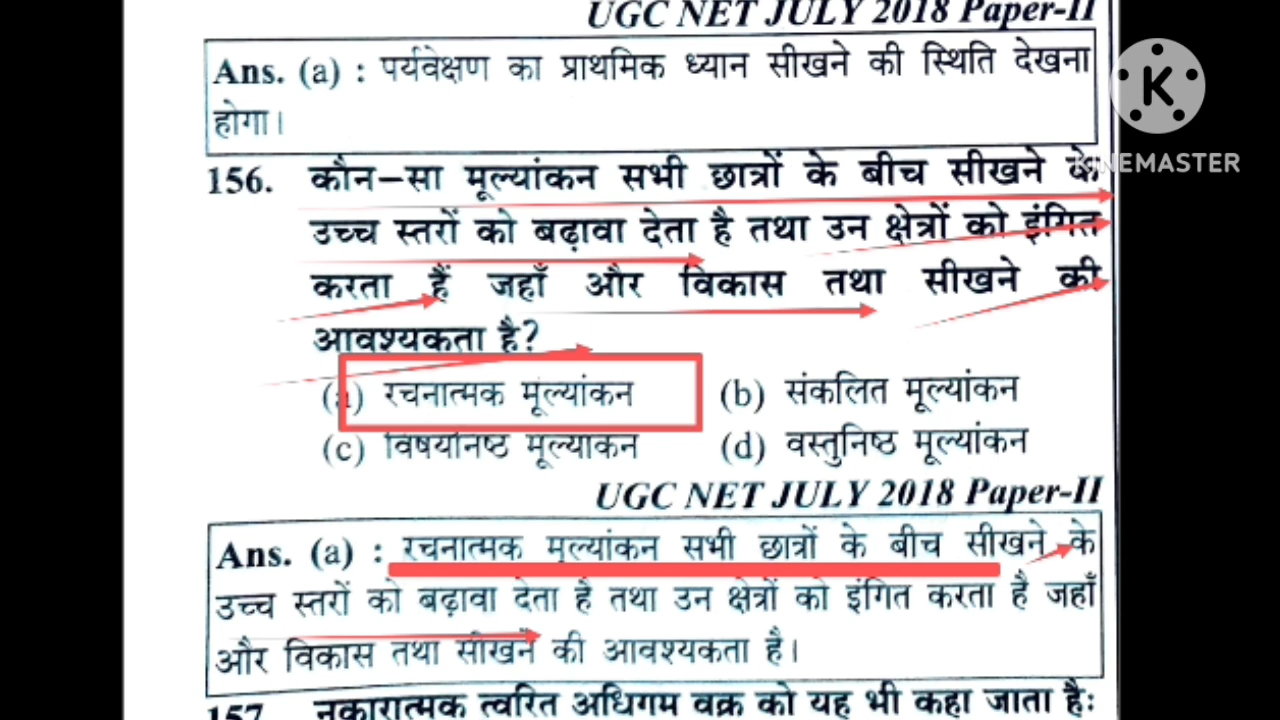 UGC NET JULY 2018 Paper-II
Ans. (a) : पर्यवेक्षण का प्राथमिक ध्यान सीखने की स्थिति देखना
होगा।
K
KINEMASTER
156. कौन-सा मूल्यांकन सभी छात्रों के बीच सीखने के
उच्च स्तरों को बढ़ावा देता है तथा उन क्षेत्रों को इंगित
करता हैं जहाँ और विकास तथा सीखने की
आवश्यकता है?
(a) रचनात्मक मूल्यांकन (b) संकलित मूल्यांकन
(c) विषयनिष्ठ मूल्यांकन (d) वस्तुनिष्ठ मूल्यांकन
UGC NET JULY 2018 Paper-II
Ans. (a) : रचनात्मक मूल्यांकन सभी छात्रों के बीच सीखने के
उच्च स्तरों को बढ़ावा देता है तथा उन क्षेत्रों को इंगित करता है जहाँ
और विकास तथा सीखने की आवश्यकता है।
157. नकारात्मक त्वरित अधिगम वक्र को यह भी कहा जाता है: